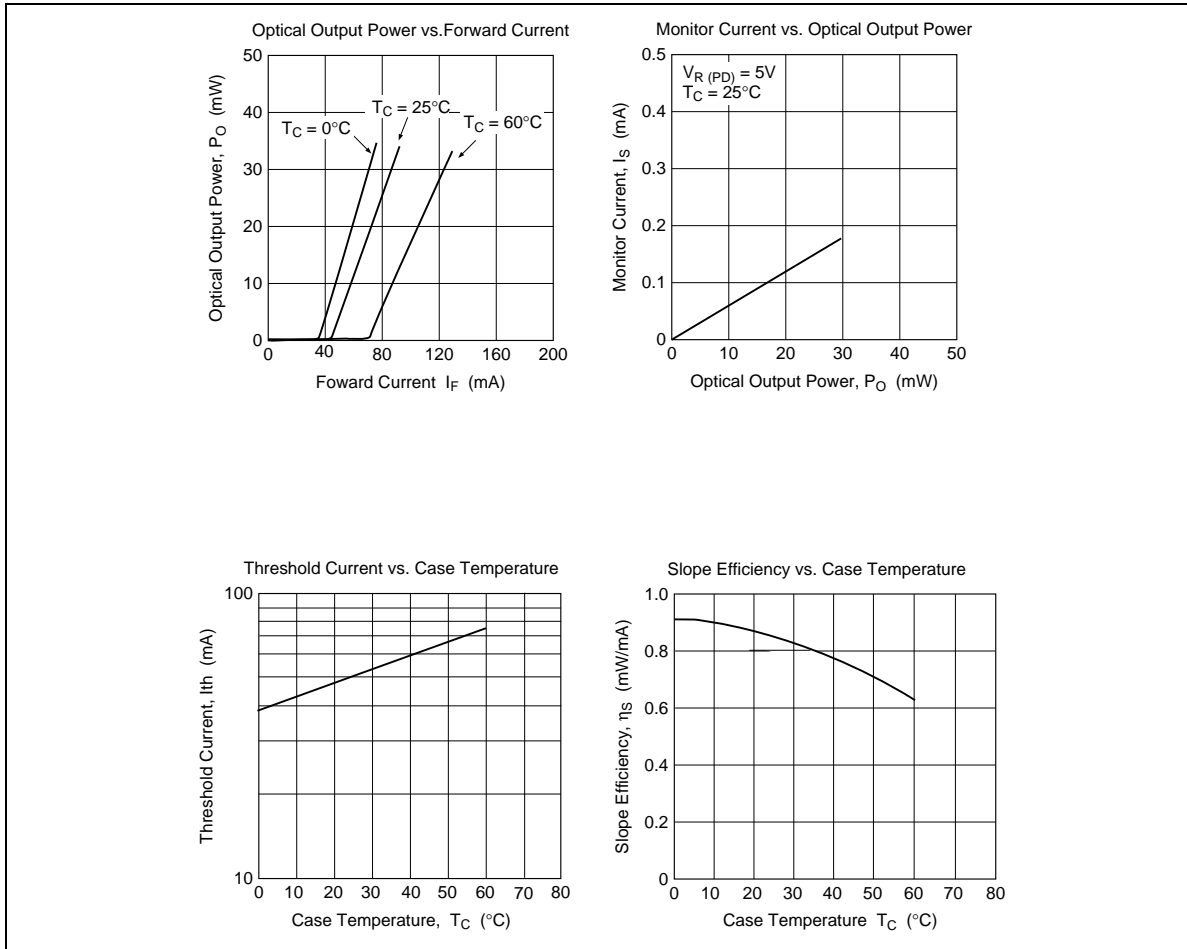 Optical Output Power vs.Forward Current
50
40
30
20
10
0
Optical Output Power, PO (mW)
TC = 0°C
TC = 25°C
TC = 60°C
0 40 80 120 160 200
Foward Current IF (mA)
Monitor Current vs. Optical Output Power
0.5
0.4
0.3
0.2
0.1
0
Monitor Current, IS (mA)
VR (PD) = 5V
TC = 25°C
0 10 20 30 40 50
Optical Output Power, PO (mW)
Threshold Current vs. Case Temperature
100
10
Threshold Current, Ith (mA)
0 10 20 30 40 50 60 70 80
Case Temperature, TC (°C)
Slope Efficiency vs. Case Temperature
1.0
0.8
0.6
0.4
0.2
0
Slope Efficiency, ηS (mW/mA)
0 10 20 30 40 50 60 70 80
Case Temperature TC (°C)